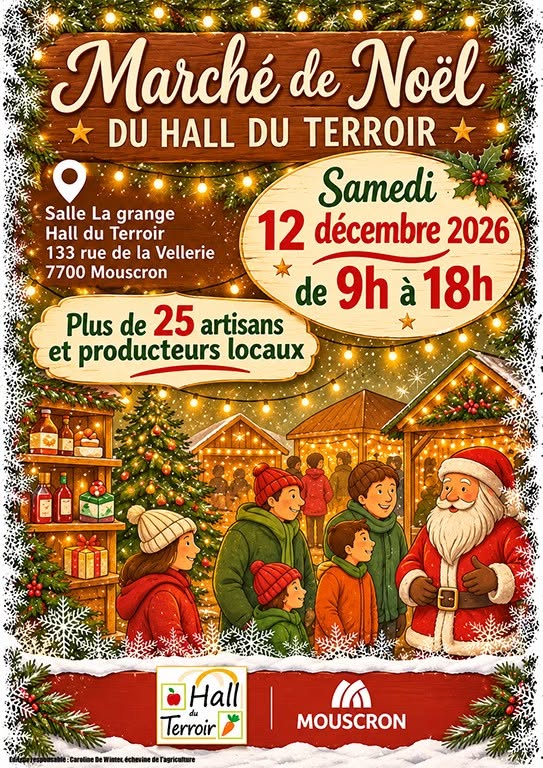 Marché de Noël
DU HALL DU TERROIR
Salle La grange
Hall du Terroir
133 rue de la Vellerie
7700 Mouscron
Samedi
12 décembre 2026
de 9h à 18h
Plus de 25 artisans
et producteurs locaux
Hall
du
Terroir
MOUSCRON
Editeur responsable : Caroline De Winter, échevine de l'agriculture